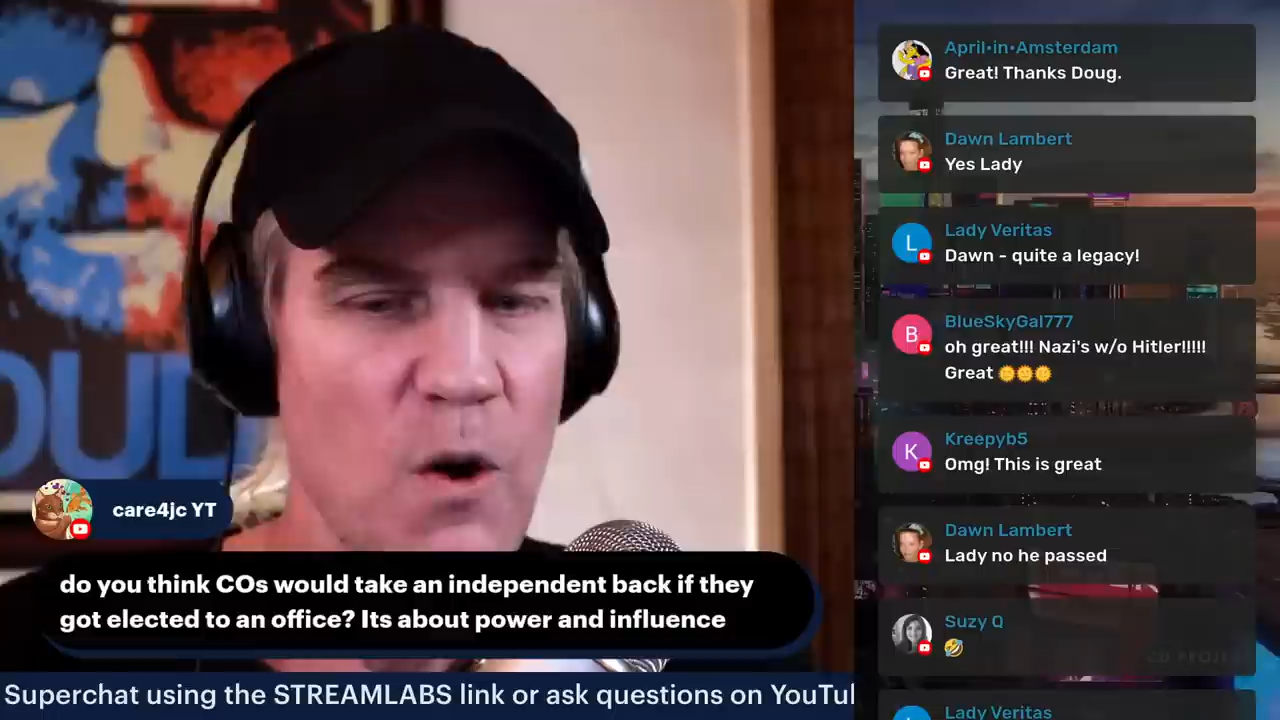 OUL
care4jc YT
do you think COs would take an independent back if they
got elected to an office? Its about power and influence
Superchat using the STREAMLABS link or ask questions on YouTu
April·in·Amsterdam
Great! Thanks Doug.
Dawn Lambert
Yes Lady
L
Lady Veritas
Dawn - quite a legacy!
B
BlueSkyGal777
oh great!!! Nazi's w/o Hitler!!!!!
Great 🌞🌞🌞
K
Kreepyb5
Omg! This is great
Dawn Lambert
Lady no he passed
Suzy Q
🤣
Lady Veritas